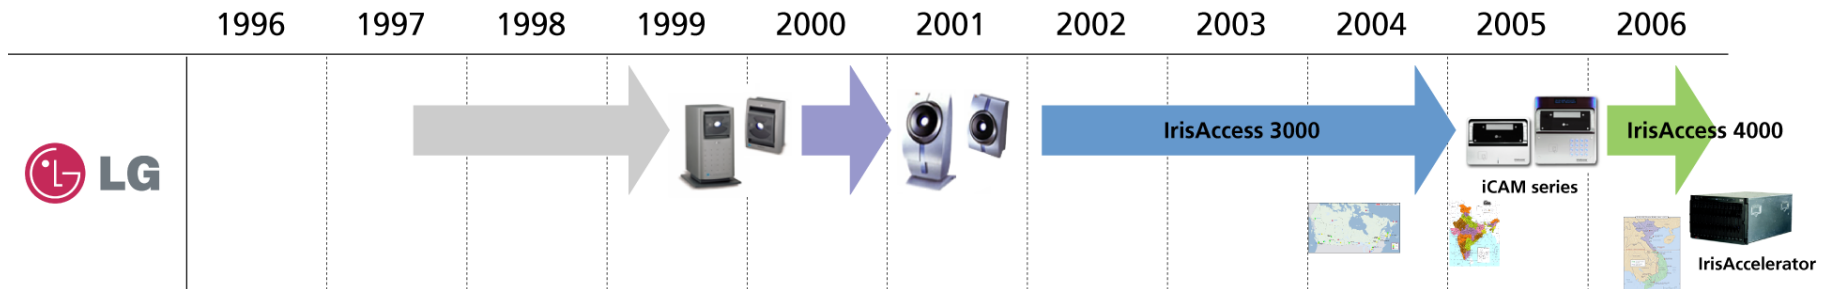 1996 1997 1998 1999 2000 2001 2002 2003 2004 2005 2006
IrisAccess 3000
IrisAccess 4000
LG
iCAM series
IrisAccelerator